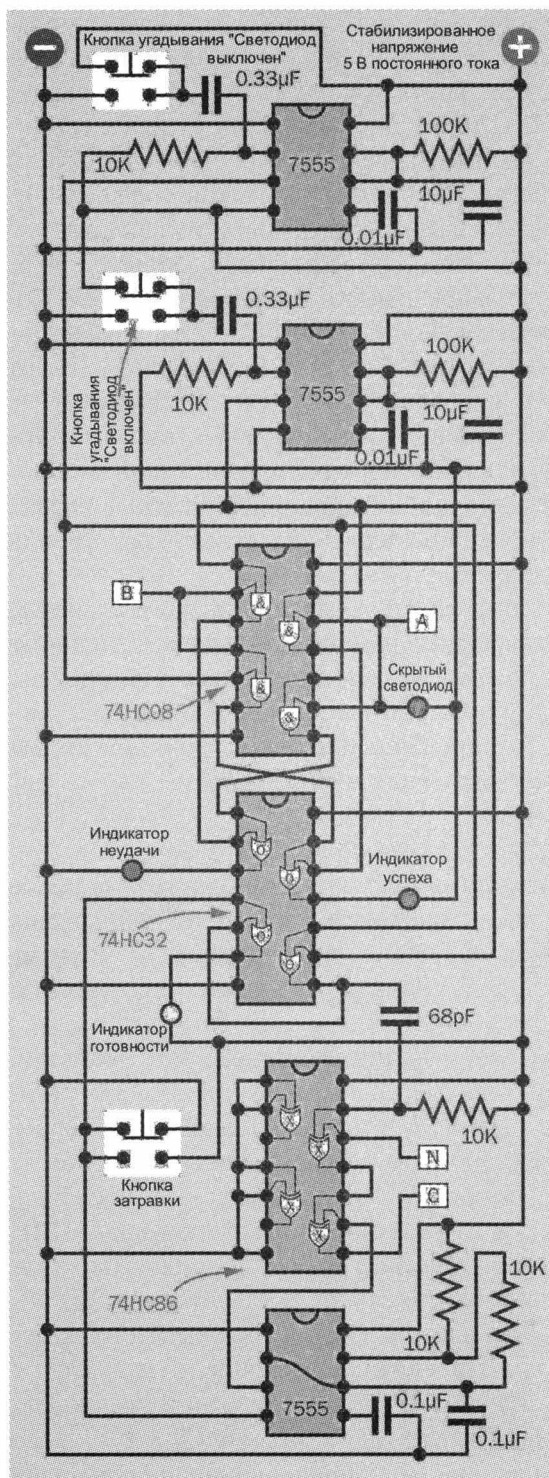 −
Кнопка угадывания "Светодиод
выключен"
Стабилизированное
напряжение
5 В постоянного тока
+
0.33µF
10K
7555
100K
10µF
0.01µF
0.33µF
Кнопка
угадывания
"Светодиод
включен"
10K
7555
100K
10µF
0.01µF
B
&
&
A
&
&
Скрытый
светодиод
74HC08
Индикатор
неудачи
O
O
Индикатор
успеха
74HC32
O
O
Индикатор
готовности
68pF
X
X
10K
N
Кнопка
затравки
X
X
C
74HC86
10K
10K
7555
0.1µF
0.1µF